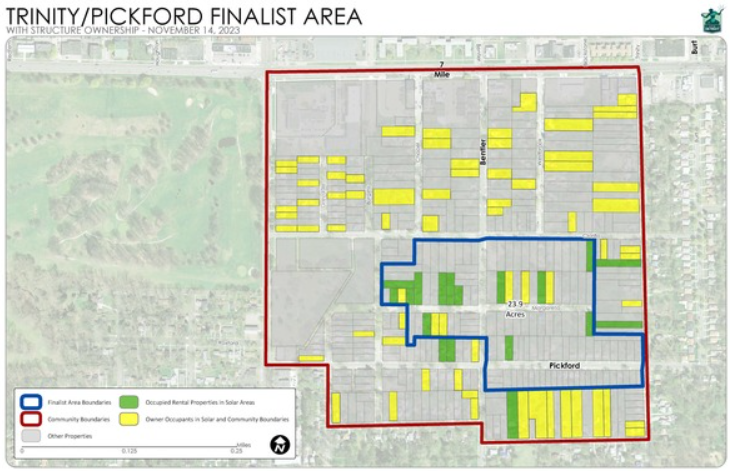 TRINITY/PICKFORD FINALIST AREA
WITH STRUCTURE OWNERSHIP - NOVEMBER 14, 2023
Burt
7
Mile
Bentler
23.9
Acres
Margareta
Pickford
Finalist Area Boundaries
Occupied Rental Properties in Solar Areas
Community Boundaries
Owner Occupants in Solar and Community Boundaries
Other Properties
Miles
0 0.125 0.25
N